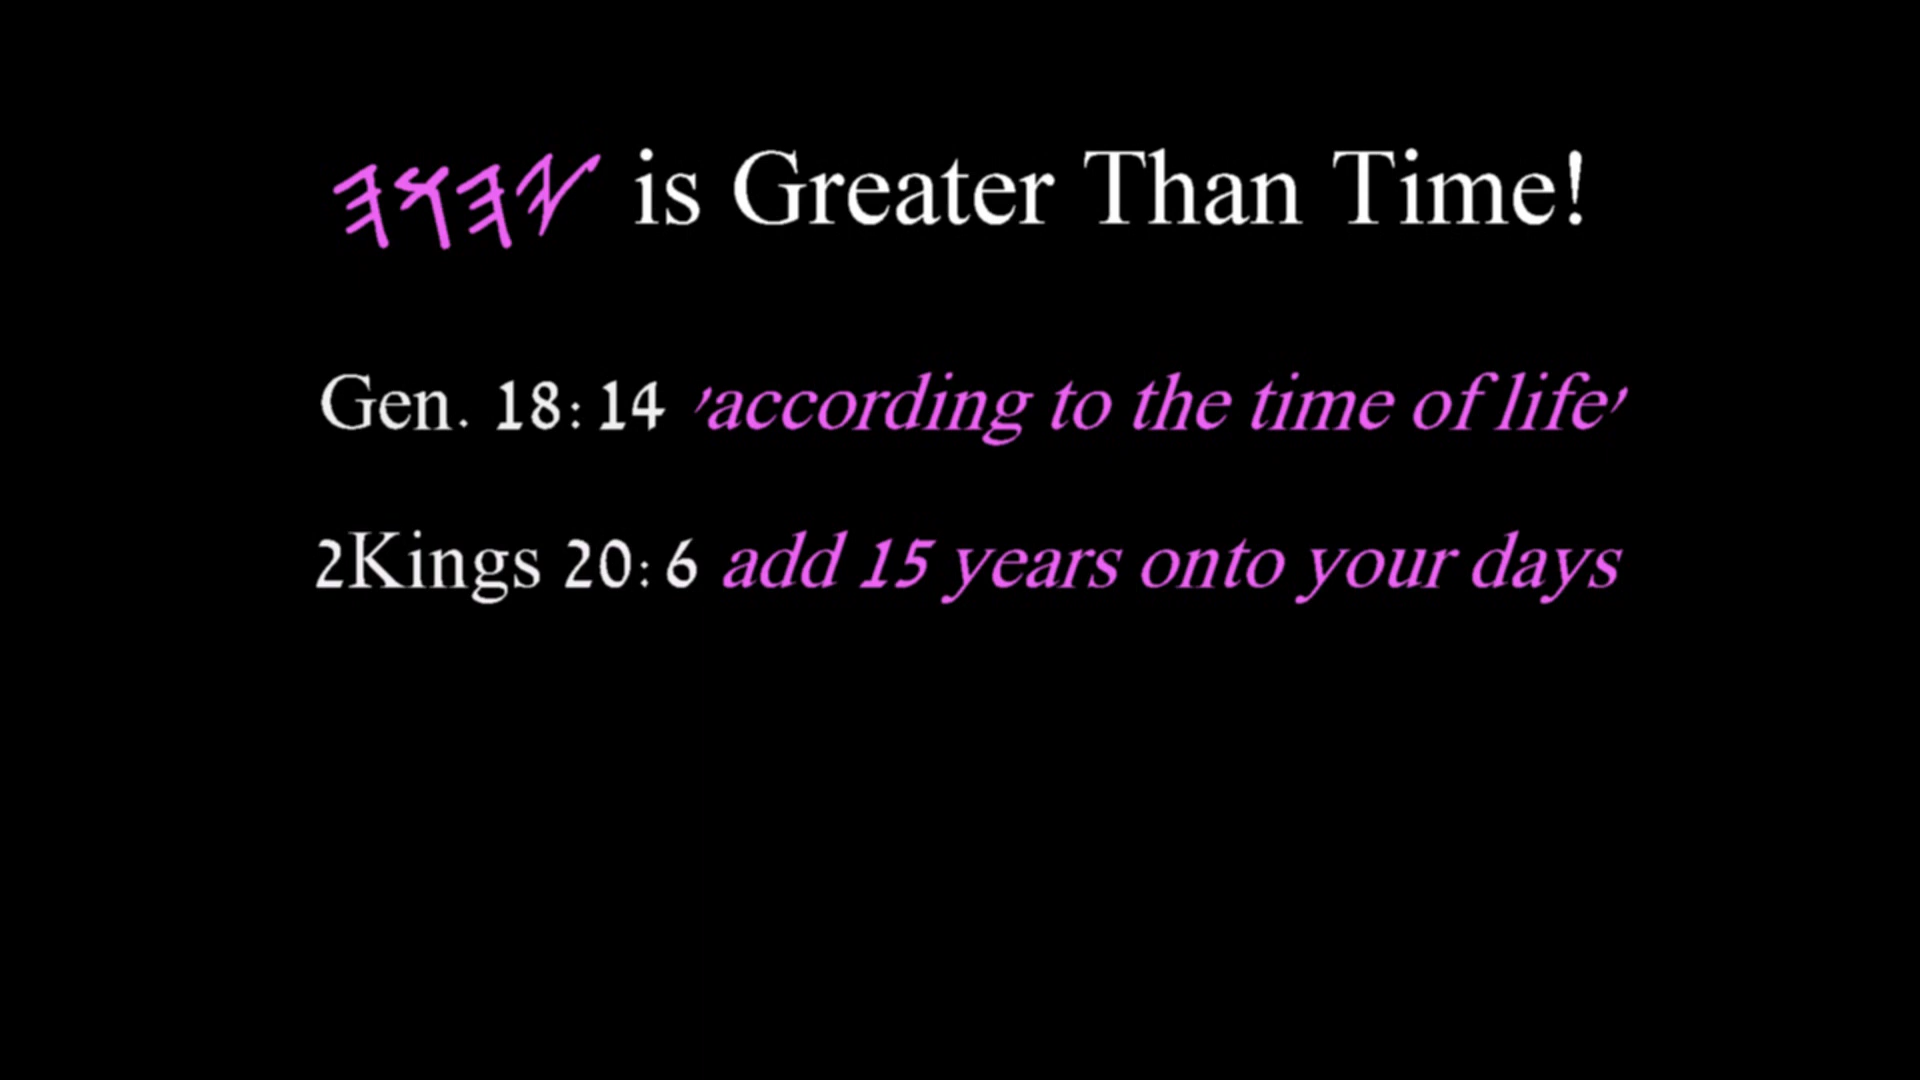 𐤉𐤄𐤅𐤄 is Greater Than Time!
Gen. 18:14 'according to the time of life'
2Kings 20:6 add 15 years onto your days